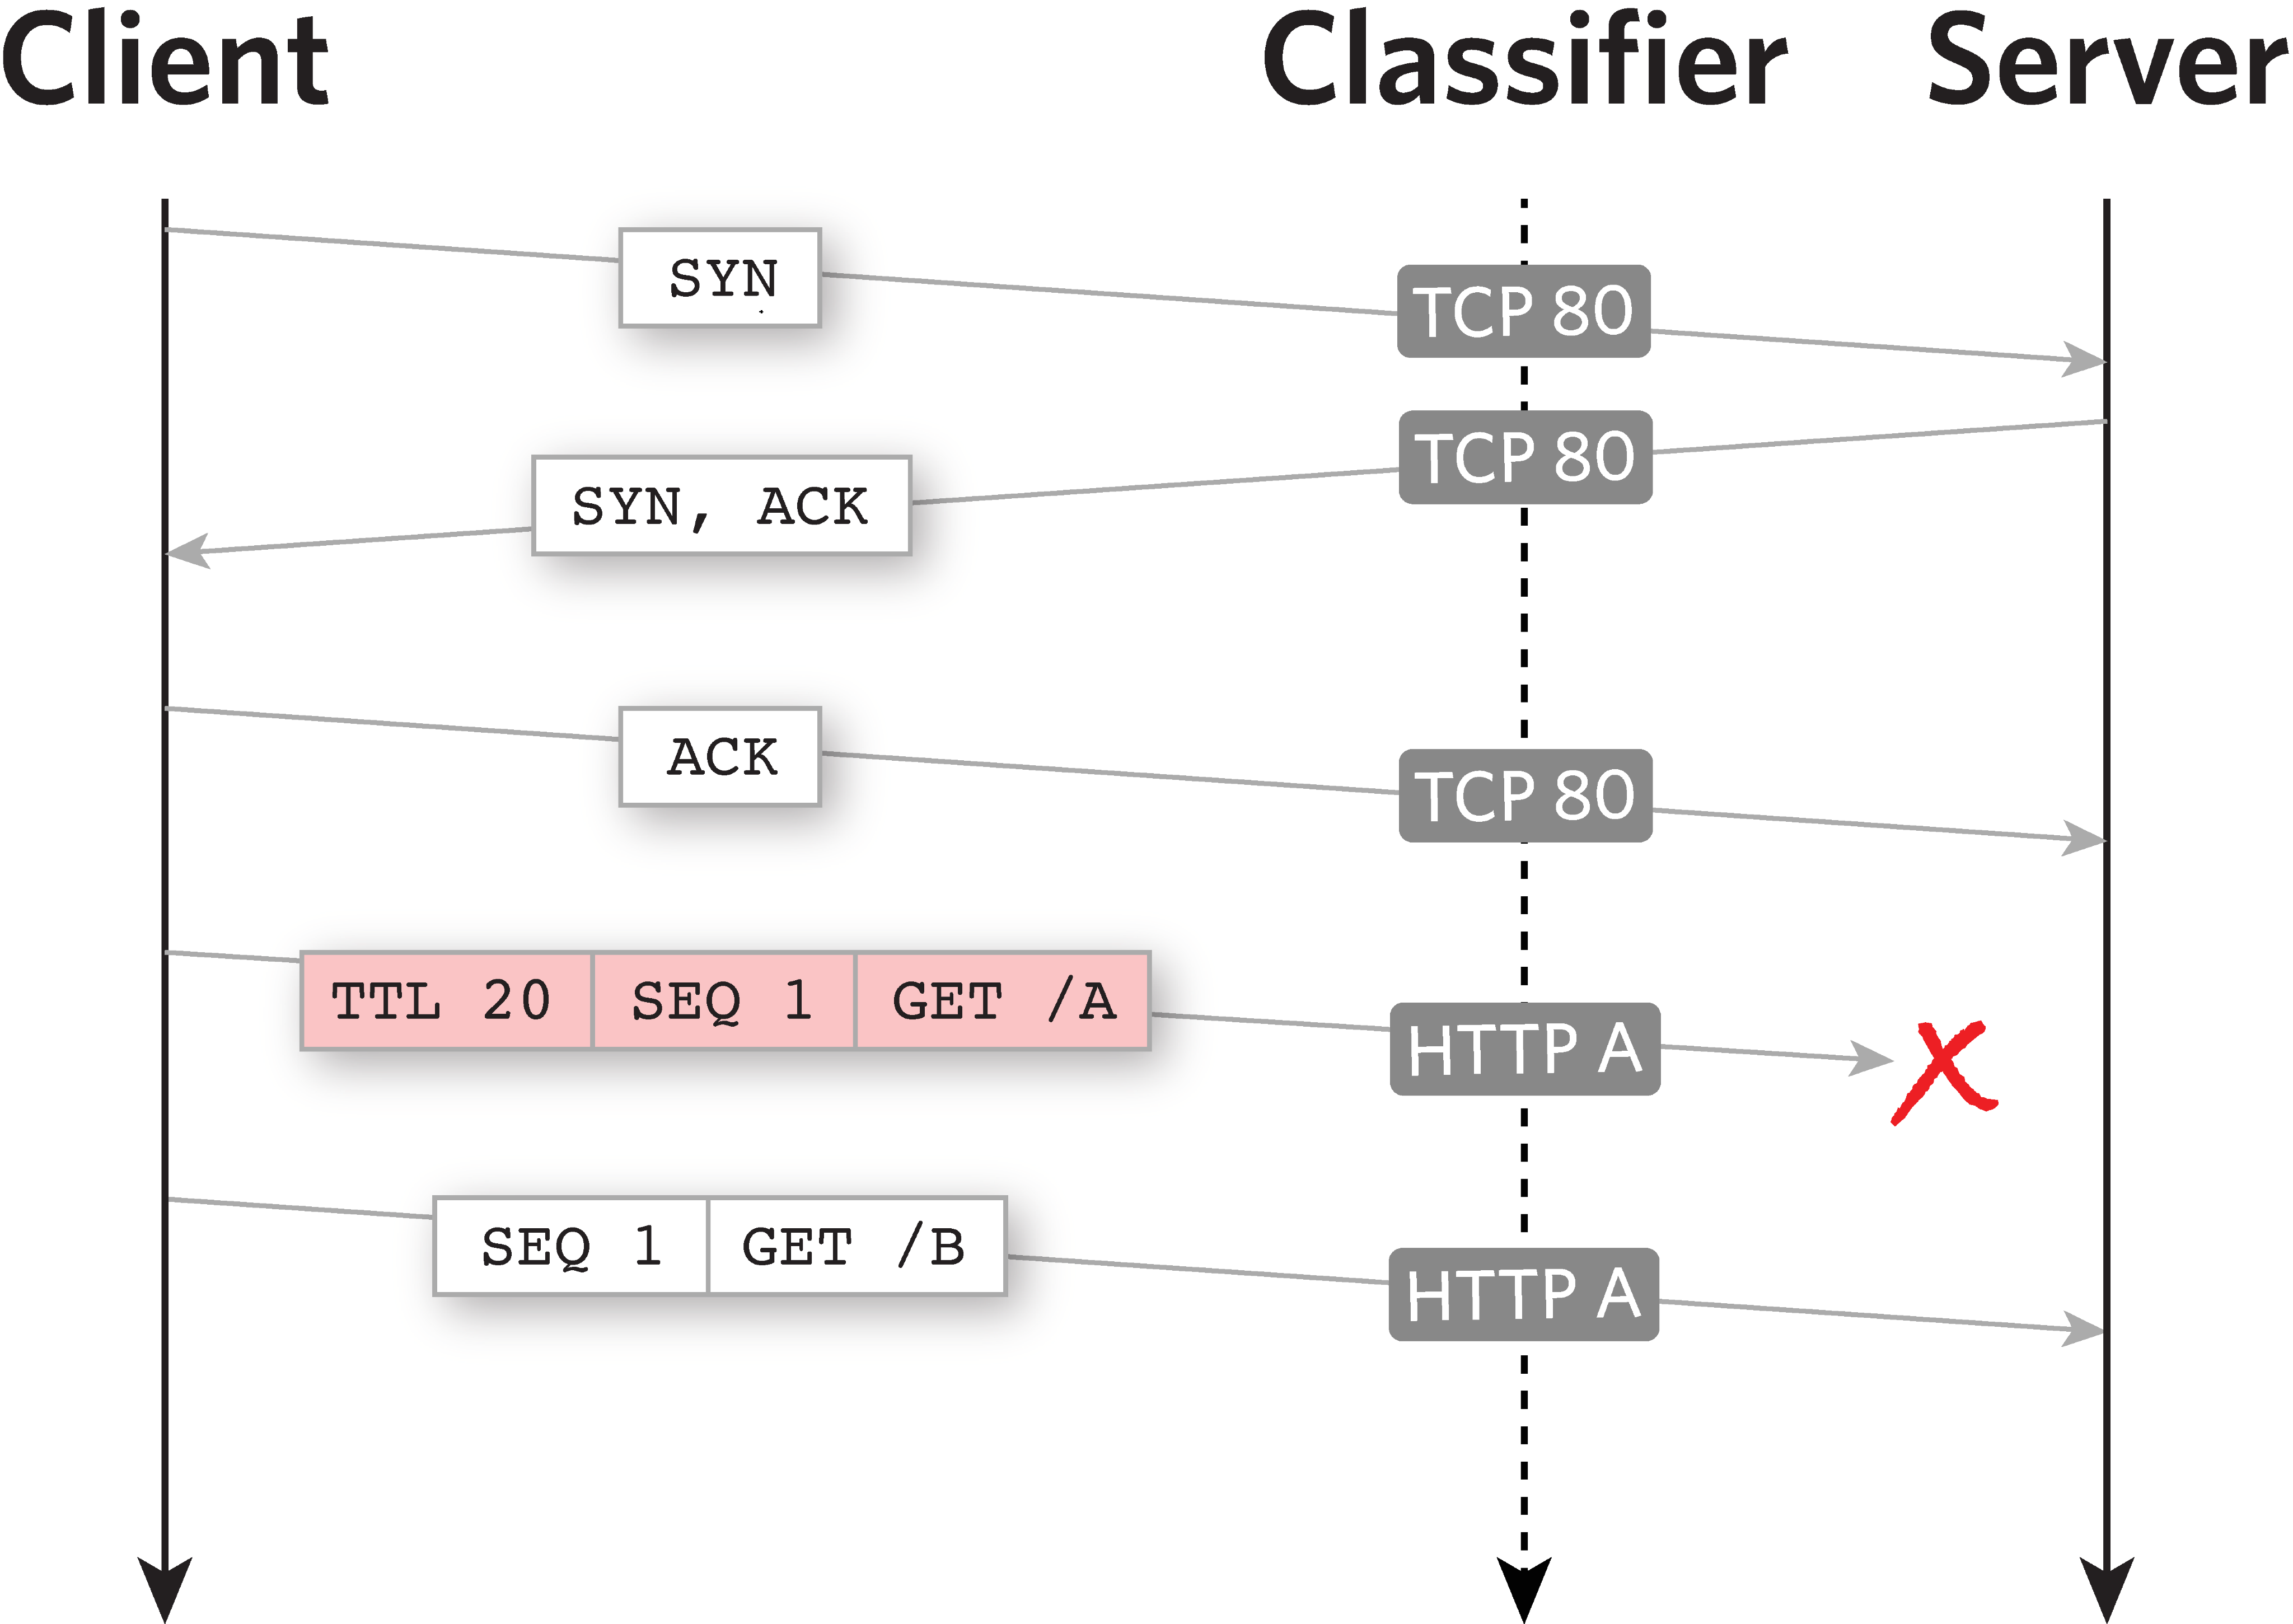 Client Classifier Server
SYN TCP 80
TCP 80
SYN, ACK
ACK TCP 80
TTL 20 SEQ 1 GET /A HTTP A
SEQ 1 GET /B HTTP A